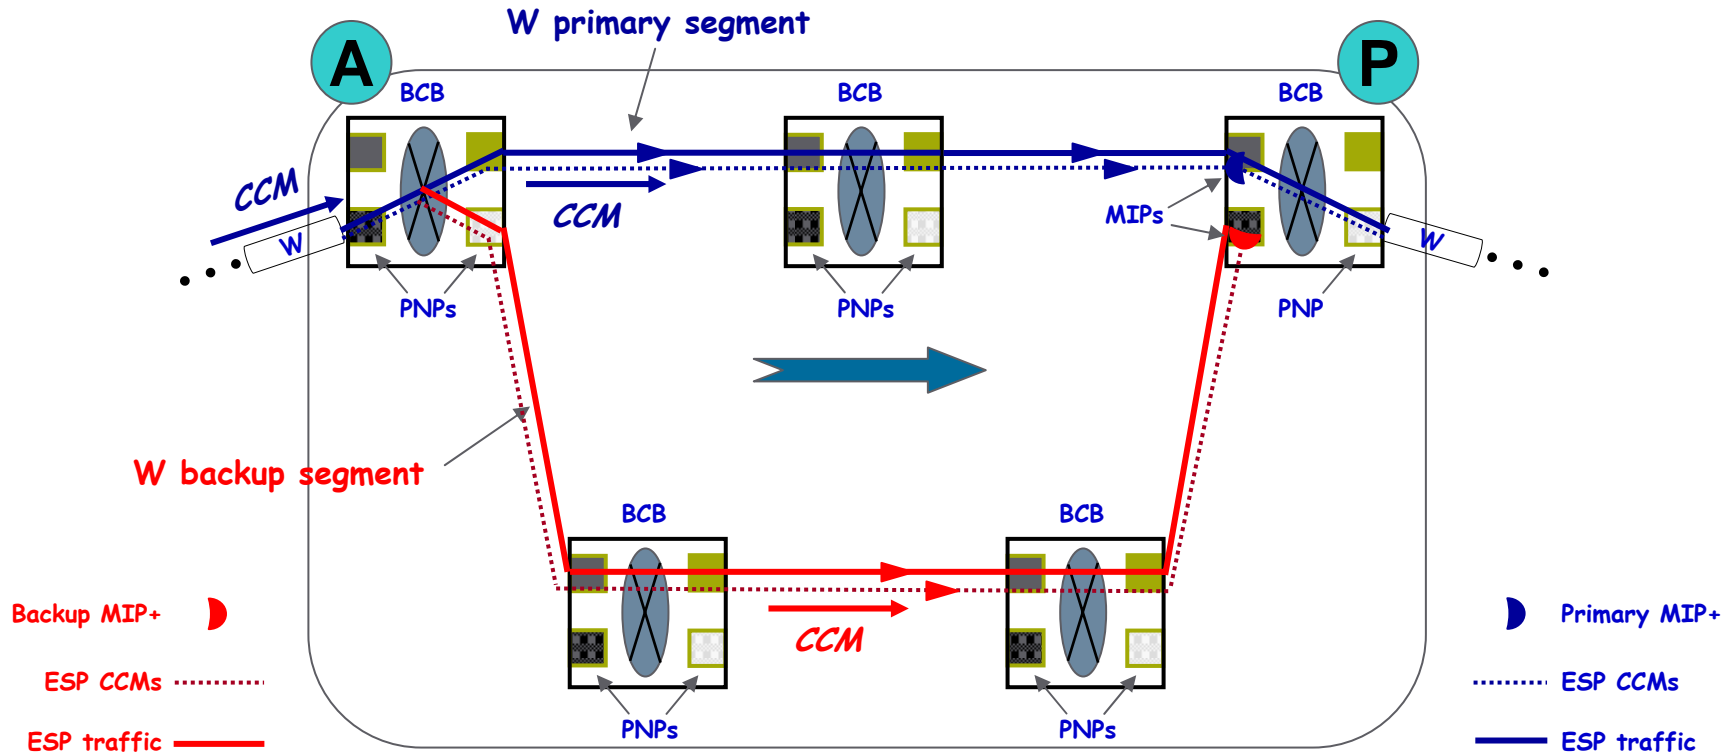 W primary segment
A
P
BCB
BCB
BCB
CCM
CCM
MIPs
W
W
PNPs
PNPs
PNP
W backup segment
BCB
BCB
CCM
PNPs
PNPs
Backup MIP+
ESP CCMs
ESP traffic
Primary MIP+
ESP CCMs
ESP traffic